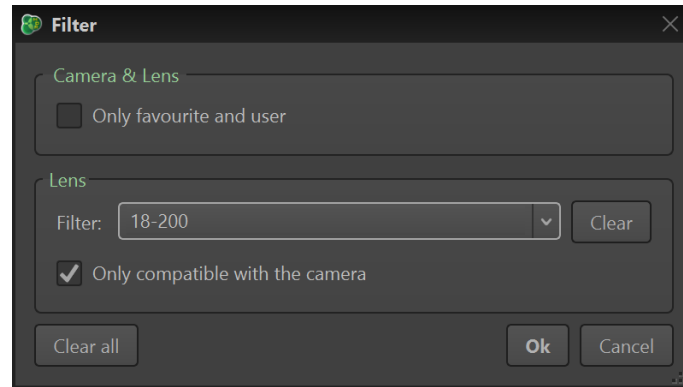 Filter
Camera & Lens
Only favourite and user
Lens
Filter: 18-200 Clear
Only compatible with the camera
Clear all Ok Cancel